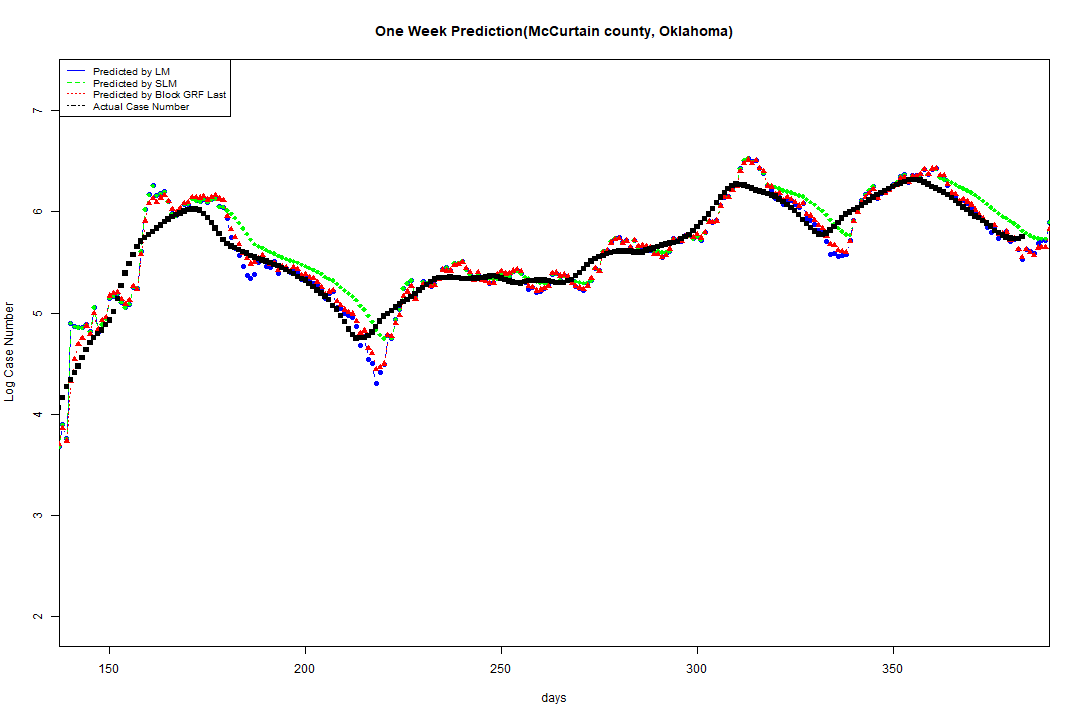 One Week Prediction(McCurtain county, Oklahoma)
Predicted by LM
Predicted by SLM
Predicted by Block GRF Last
Actual Case Number
7
6
5
4
3
2
Log Case Number
150 200 250 300 350
days